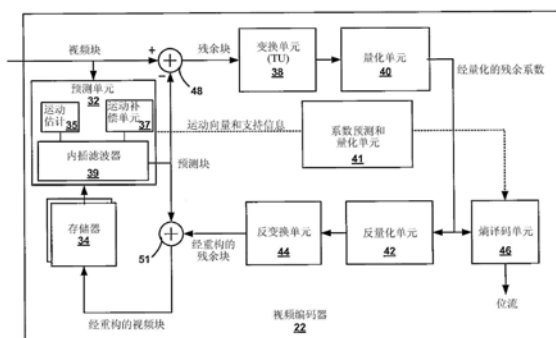 视频块
+
−
48
残余块
变换单元
(TU)
38
量化单元
40
经量化的残余系数
预测单元
32
运动
估计
35
运动补
偿单元
37
内插滤波器
39
运动向量和支持信息
系数预测和
量化单元
41
预测块
存储器
34
51
经重构的
残余块
反变换单元
44
反量化单元
42
熵译码单元
46
位流
经重构的视频块
视频编码器
22